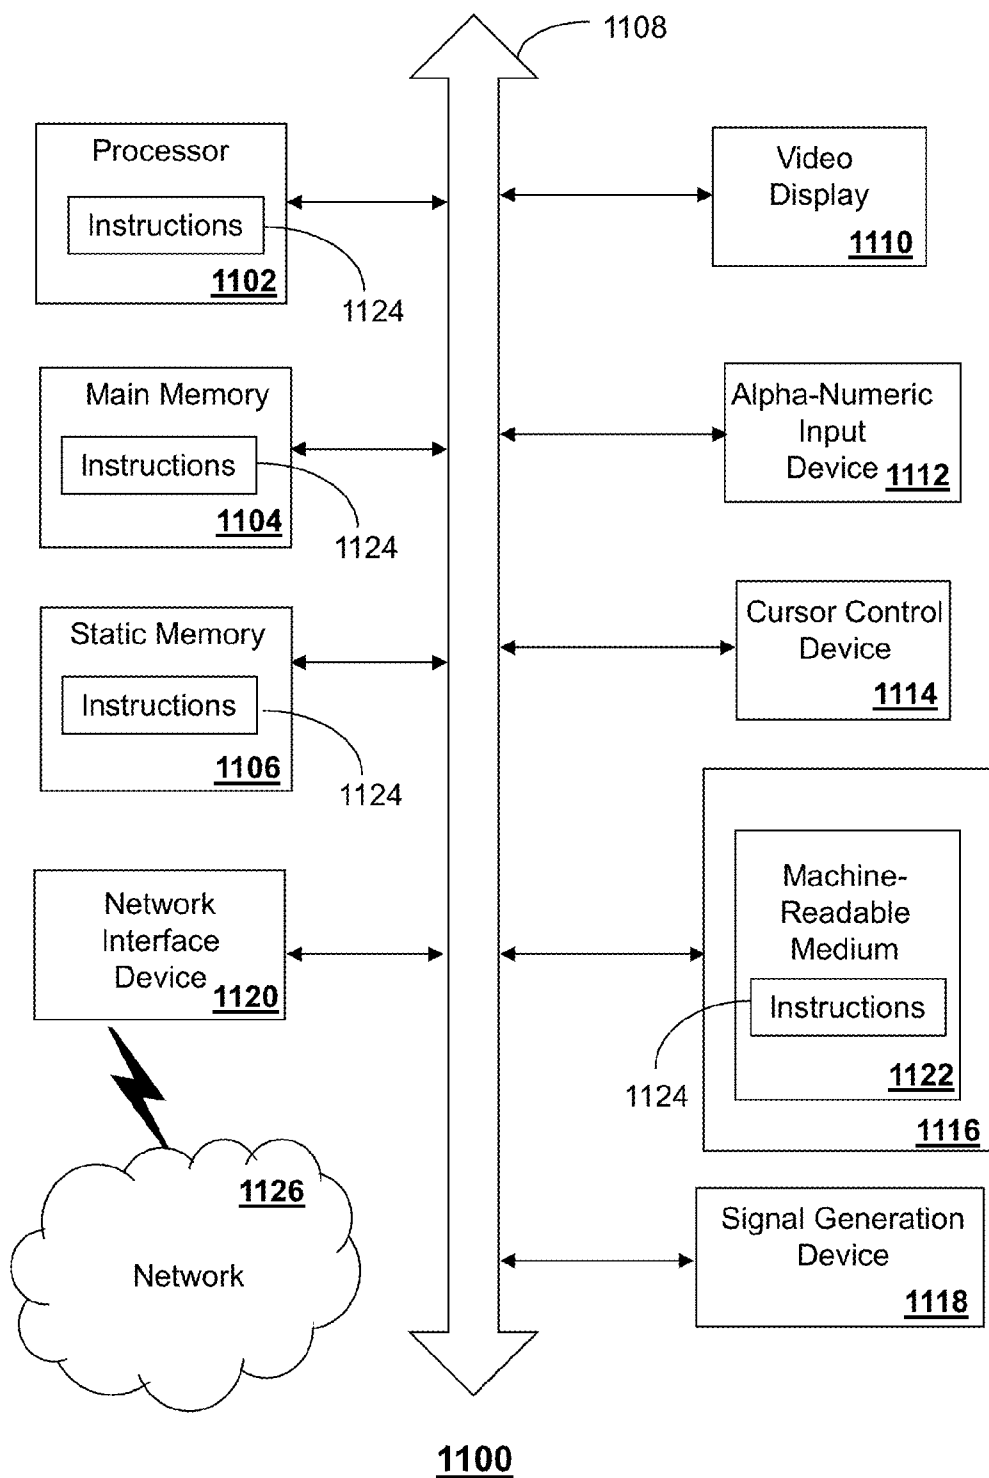 1108
Processor
Instructions
1102
1124
Main Memory
Instructions
1104
1124
Static Memory
Instructions
1106
1124
Network
Interface
Device
1120
1126
Network
Video
Display
1110
Alpha-Numeric
Input
Device
1112
Cursor Control
Device
1114
Machine-
Readable
Medium
Instructions
1124
1122
1116
Signal Generation
Device
1118
1100